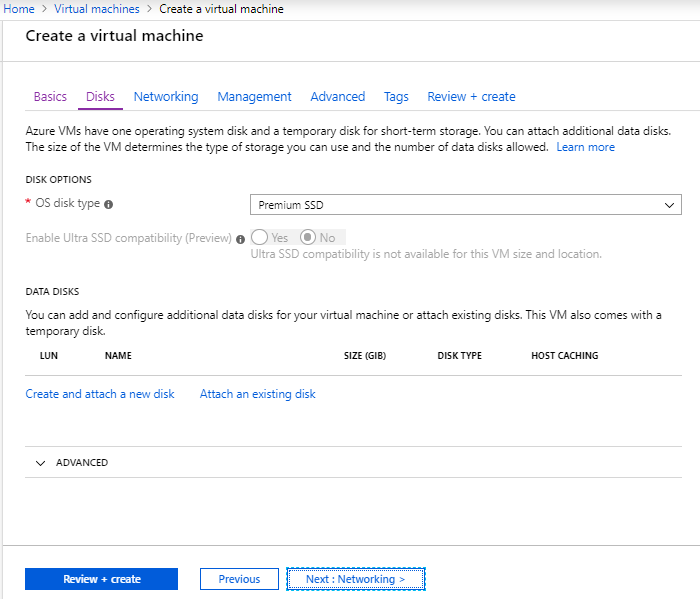 Home > Virtual machines > Create a virtual machine
Create a virtual machine
Basics Disks Networking Management Advanced Tags Review + create
Azure VMs have one operating system disk and a temporary disk for short-term storage. You can attach additional data disks.
The size of the VM determines the type of storage you can use and the number of data disks allowed. Learn more
DISK OPTIONS
* OS disk type Premium SSD
Enable Ultra SSD compatibility (Preview) Yes No
Ultra SSD compatibility is not available for this VM size and location.
DATA DISKS
You can add and configure additional data disks for your virtual machine or attach existing disks. This VM also comes with a
temporary disk.
LUN NAME SIZE (GIB) DISK TYPE HOST CACHING
Create and attach a new disk Attach an existing disk
ADVANCED
Review + create Previous Next : Networking >